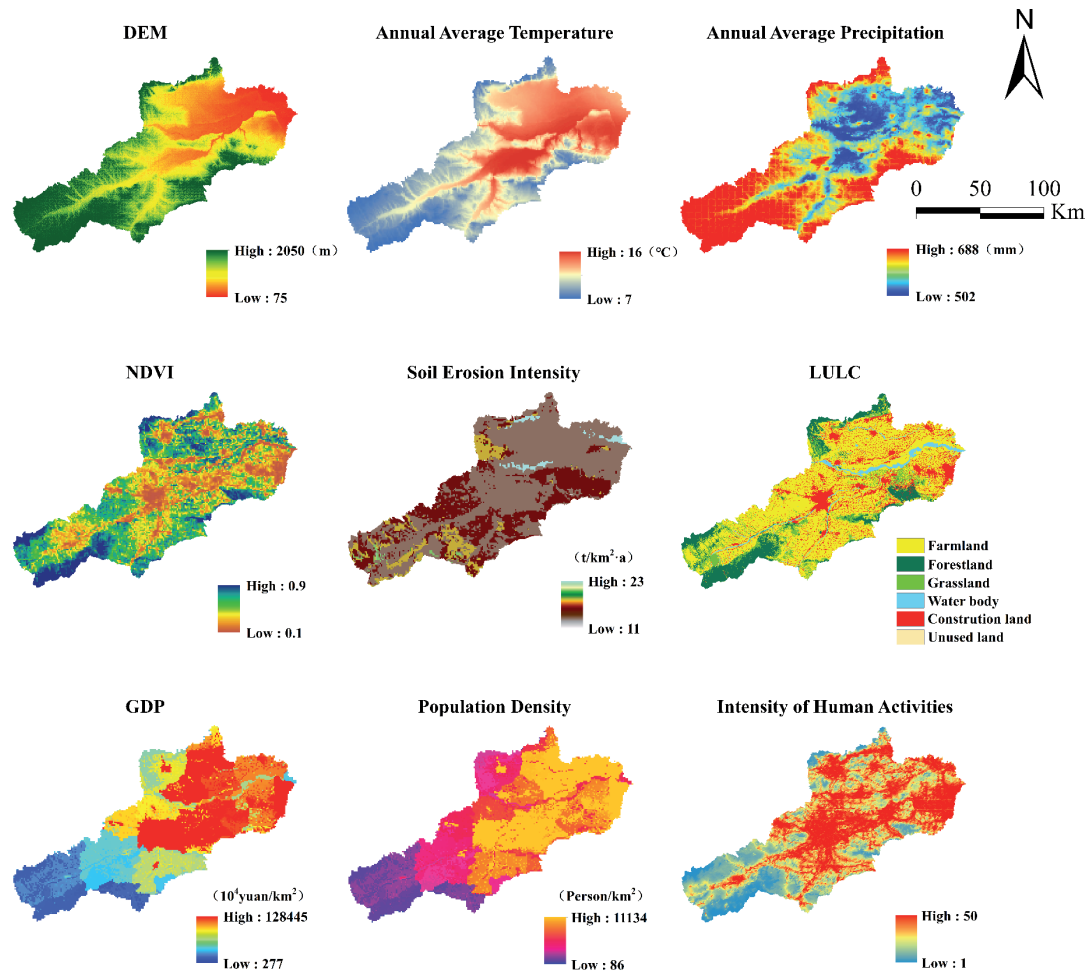 N
DEM
Annual Average Temperature
Annual Average Precipitation
0 50 100
Km
High : 2050（m）
Low : 75
High : 16（°C）
Low : 7
High : 688（mm）
Low : 502
NDVI
Soil Erosion Intensity
LULC
High : 0.9
Low : 0.1
（t/km²·a）
High : 23
Low : 11
Farmland
Forestland
Grassland
Water body
Constrution land
Unused land
GDP
Population Density
Intensity of Human Activities
（10⁴yuan/km²）
High : 128445
Low : 277
（Person/km²）
High : 11134
Low : 86
High : 50
Low : 1